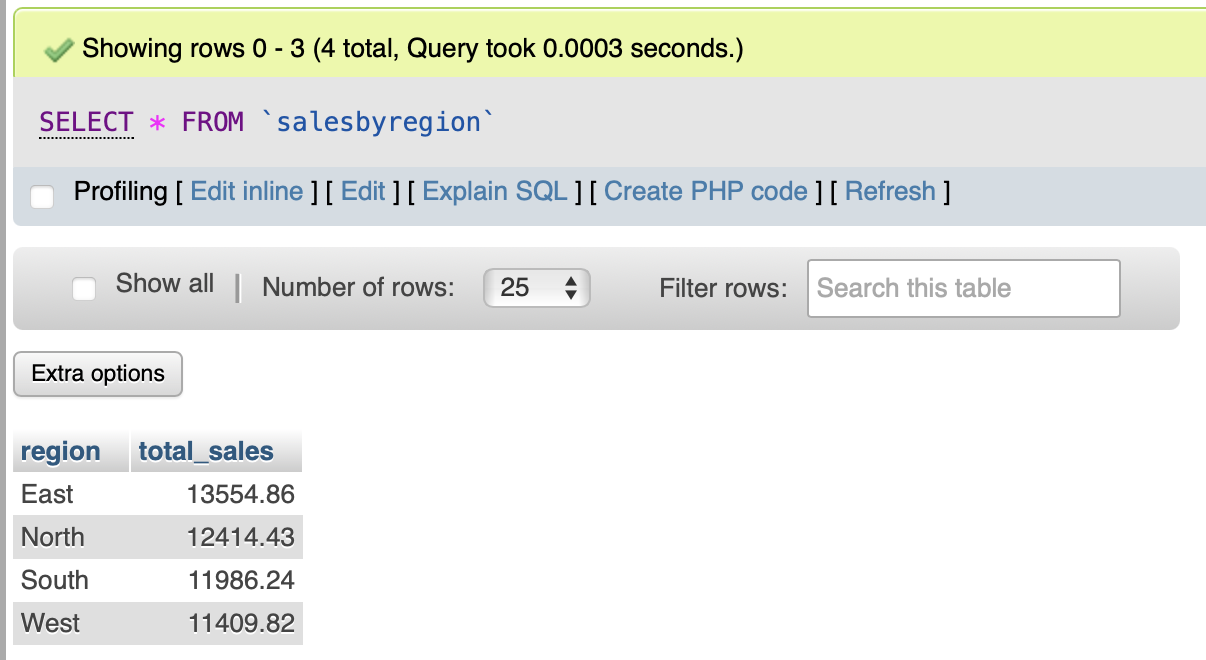 Showing rows 0 - 3 (4 total, Query took 0.0003 seconds.)
SELECT * FROM `salesbyregion`
Profiling [ Edit inline ] [ Edit ] [ Explain SQL ] [ Create PHP code ] [ Refresh ]
Show all | Number of rows: 25 Filter rows: Search this table
Extra options
region total_sales
East 13554.86
North 12414.43
South 11986.24
West 11409.82